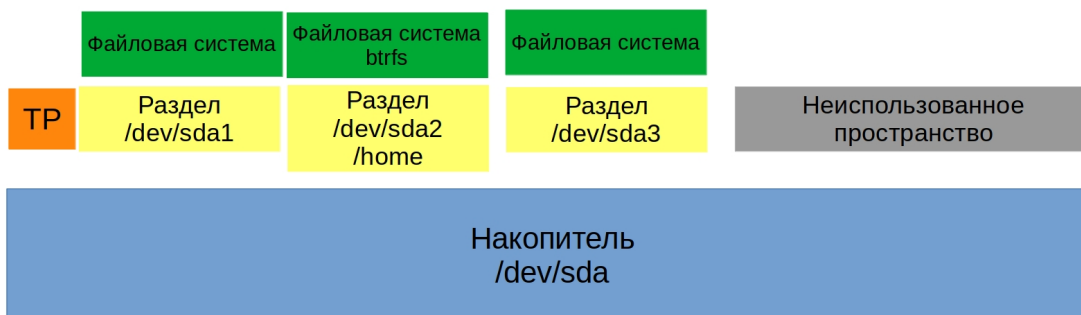 Файловая система
Файловая система
btrfs
Файловая система
ТР
Раздел
/dev/sda1
Раздел
/dev/sda2
/home
Раздел
/dev/sda3
Неиспользованное
пространство
Накопитель
/dev/sda